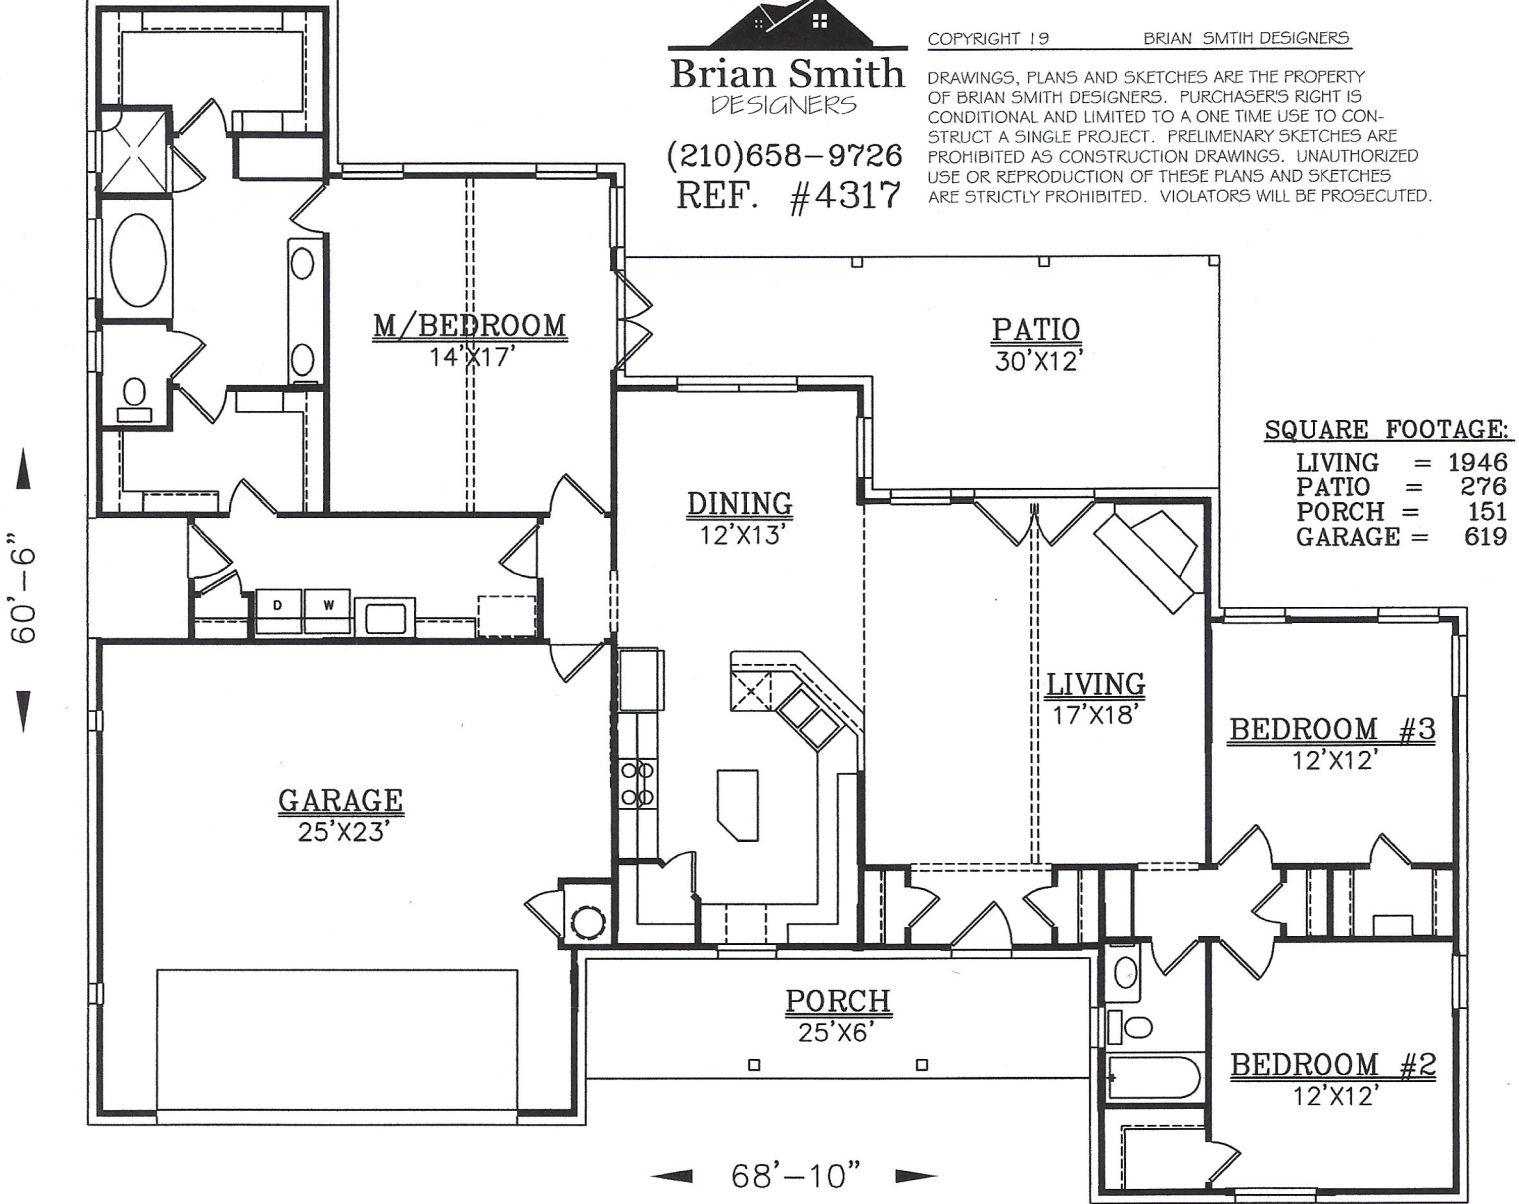 Brian Smith
DESIGNERS
(210)658-9726
REF. #4317
COPYRIGHT 19 BRIAN SMTIH DESIGNERS
DRAWINGS, PLANS AND SKETCHES ARE THE PROPERTY
OF BRIAN SMITH DESIGNERS. PURCHASER'S RIGHT IS
CONDITIONAL AND LIMITED TO A ONE TIME USE TO CON-
STRUCT A SINGLE PROJECT. PRELIMENARY SKETCHES ARE
PROHIBITED AS CONSTRUCTION DRAWINGS. UNAUTHORIZED
USE OR REPRODUCTION OF THESE PLANS AND SKETCHES
ARE STRICTLY PROHIBITED. VIOLATORS WILL BE PROSECUTED.
M/BEDROOM
14'X17'
PATIO
30'X12'
SQUARE FOOTAGE:
LIVING = 1946
PATIO = 276
PORCH = 151
GARAGE = 619
DINING
12'X13'
60'-6"
D W
LIVING
17'X18'
BEDROOM #3
12'X12'
GARAGE
25'X23'
PORCH
25'X6'
BEDROOM #2
12'X12'
68'-10"